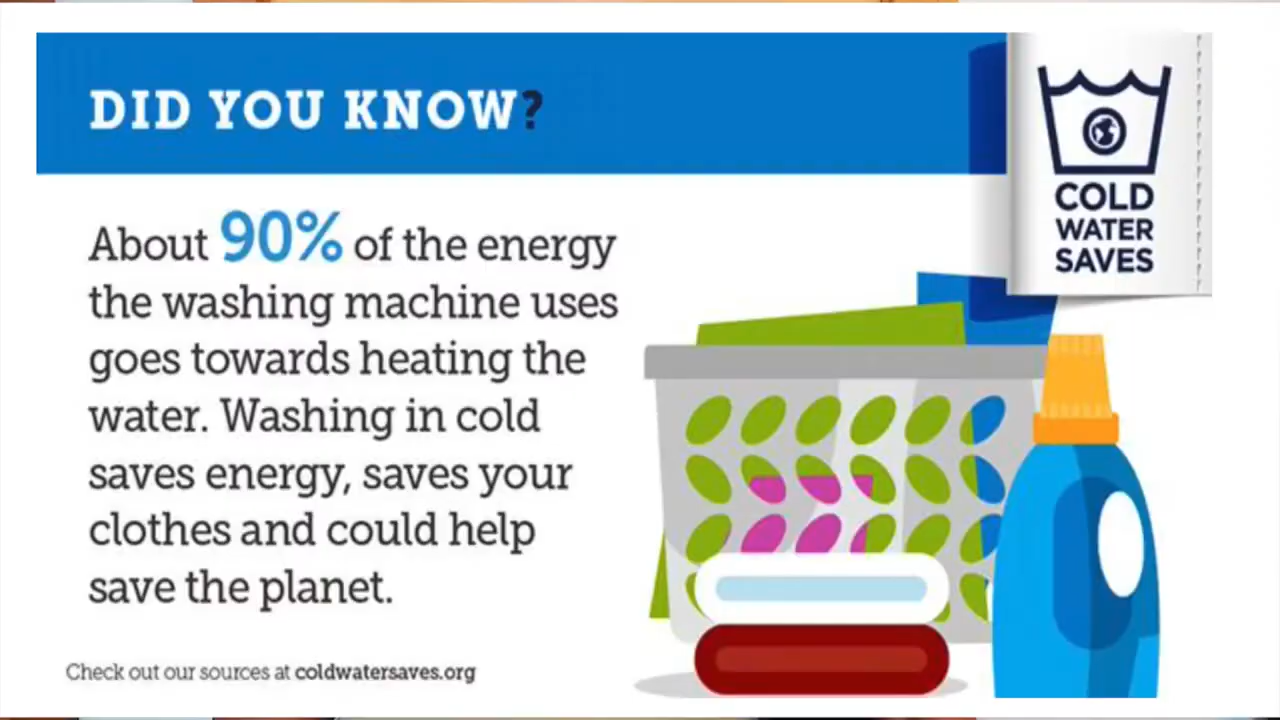 DID YOU KNOW?
COLD
WATER
SAVES
About 90% of the energy
the washing machine uses
goes towards heating the
water. Washing in cold
saves energy, saves your
clothes and could help
save the planet.
Check out our sources at coldwatersaves.org